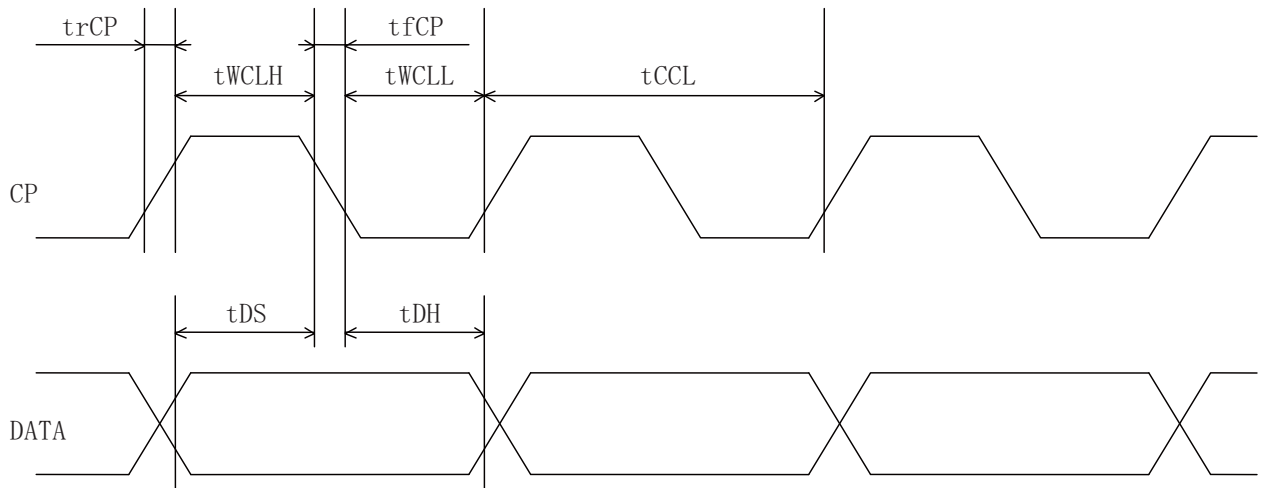 trCP
tfCP
tWCLH
tWCLL
tCCL
CP
tDS
tDH
DATA